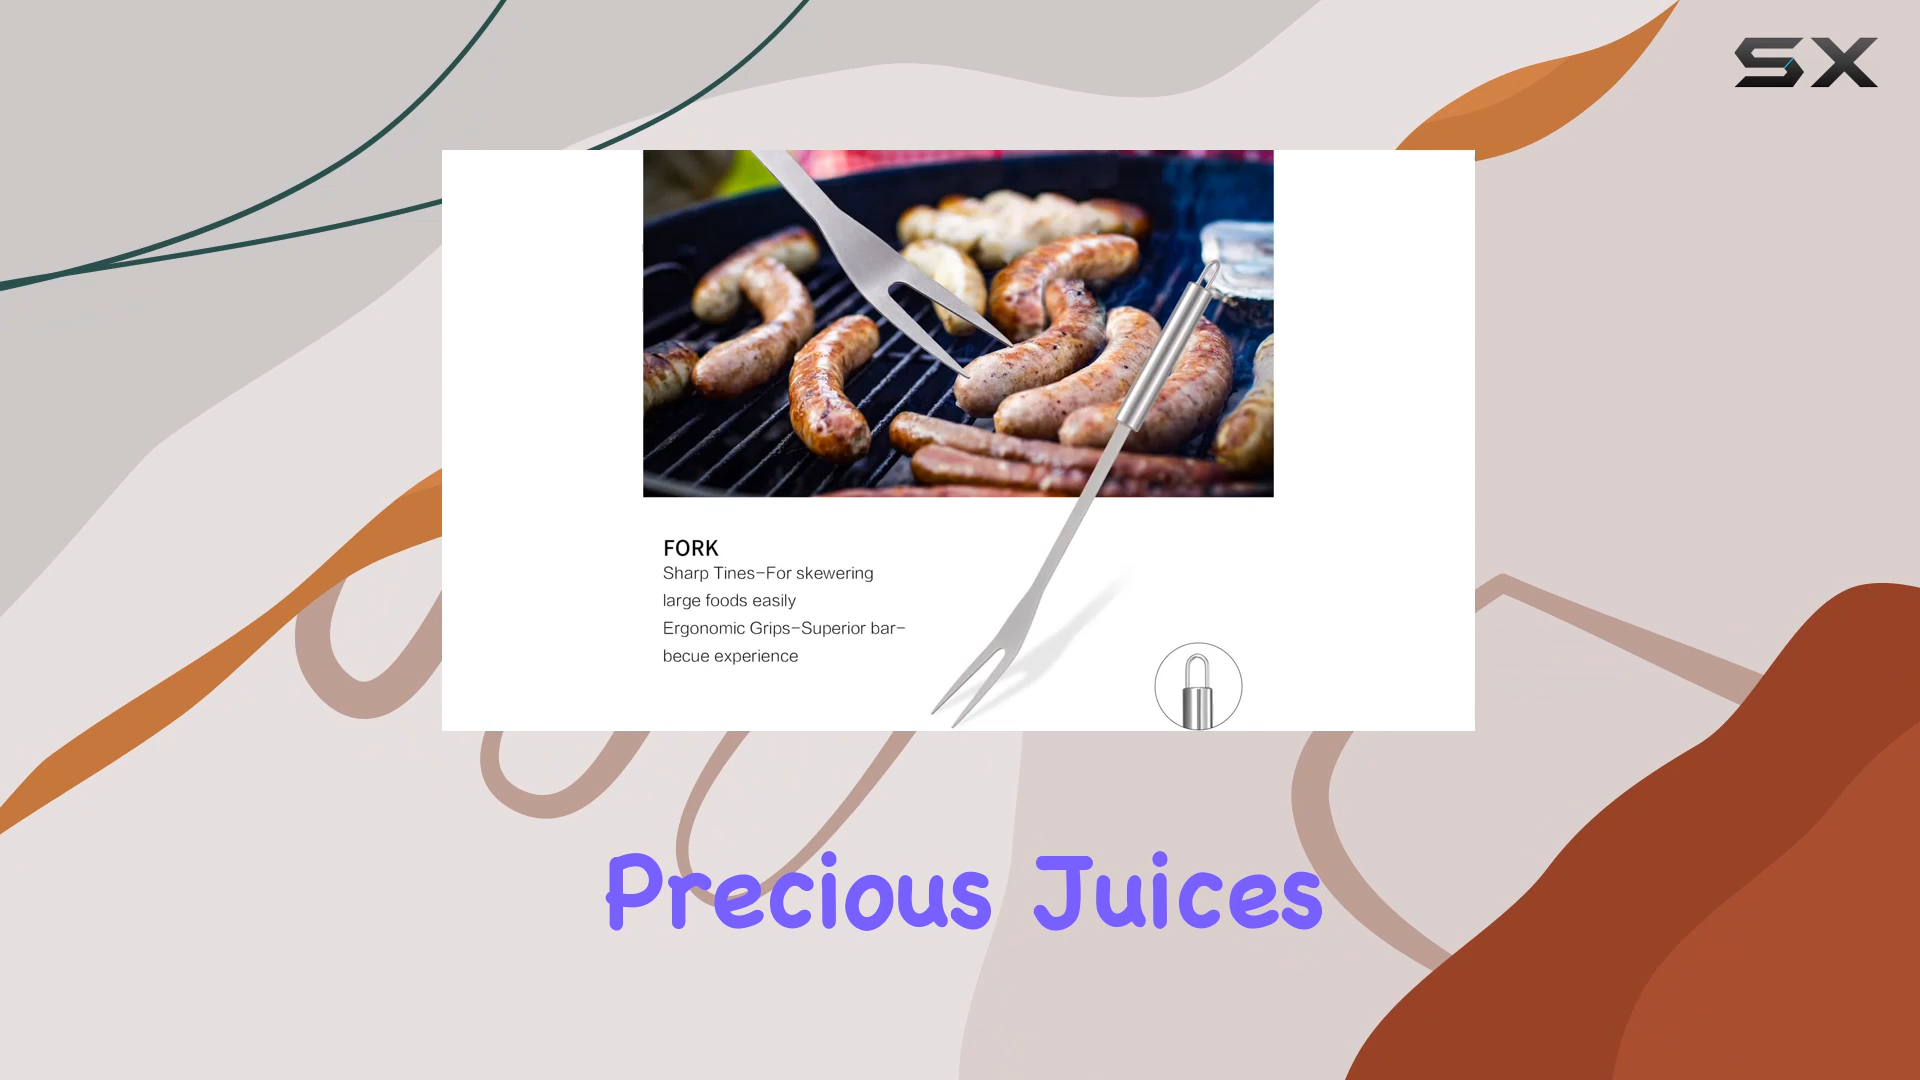 SX
FORK
Sharp Tines-For skewering
large foods easily
Ergonomic Grips-Superior bar-
becue experience
Precious Juices